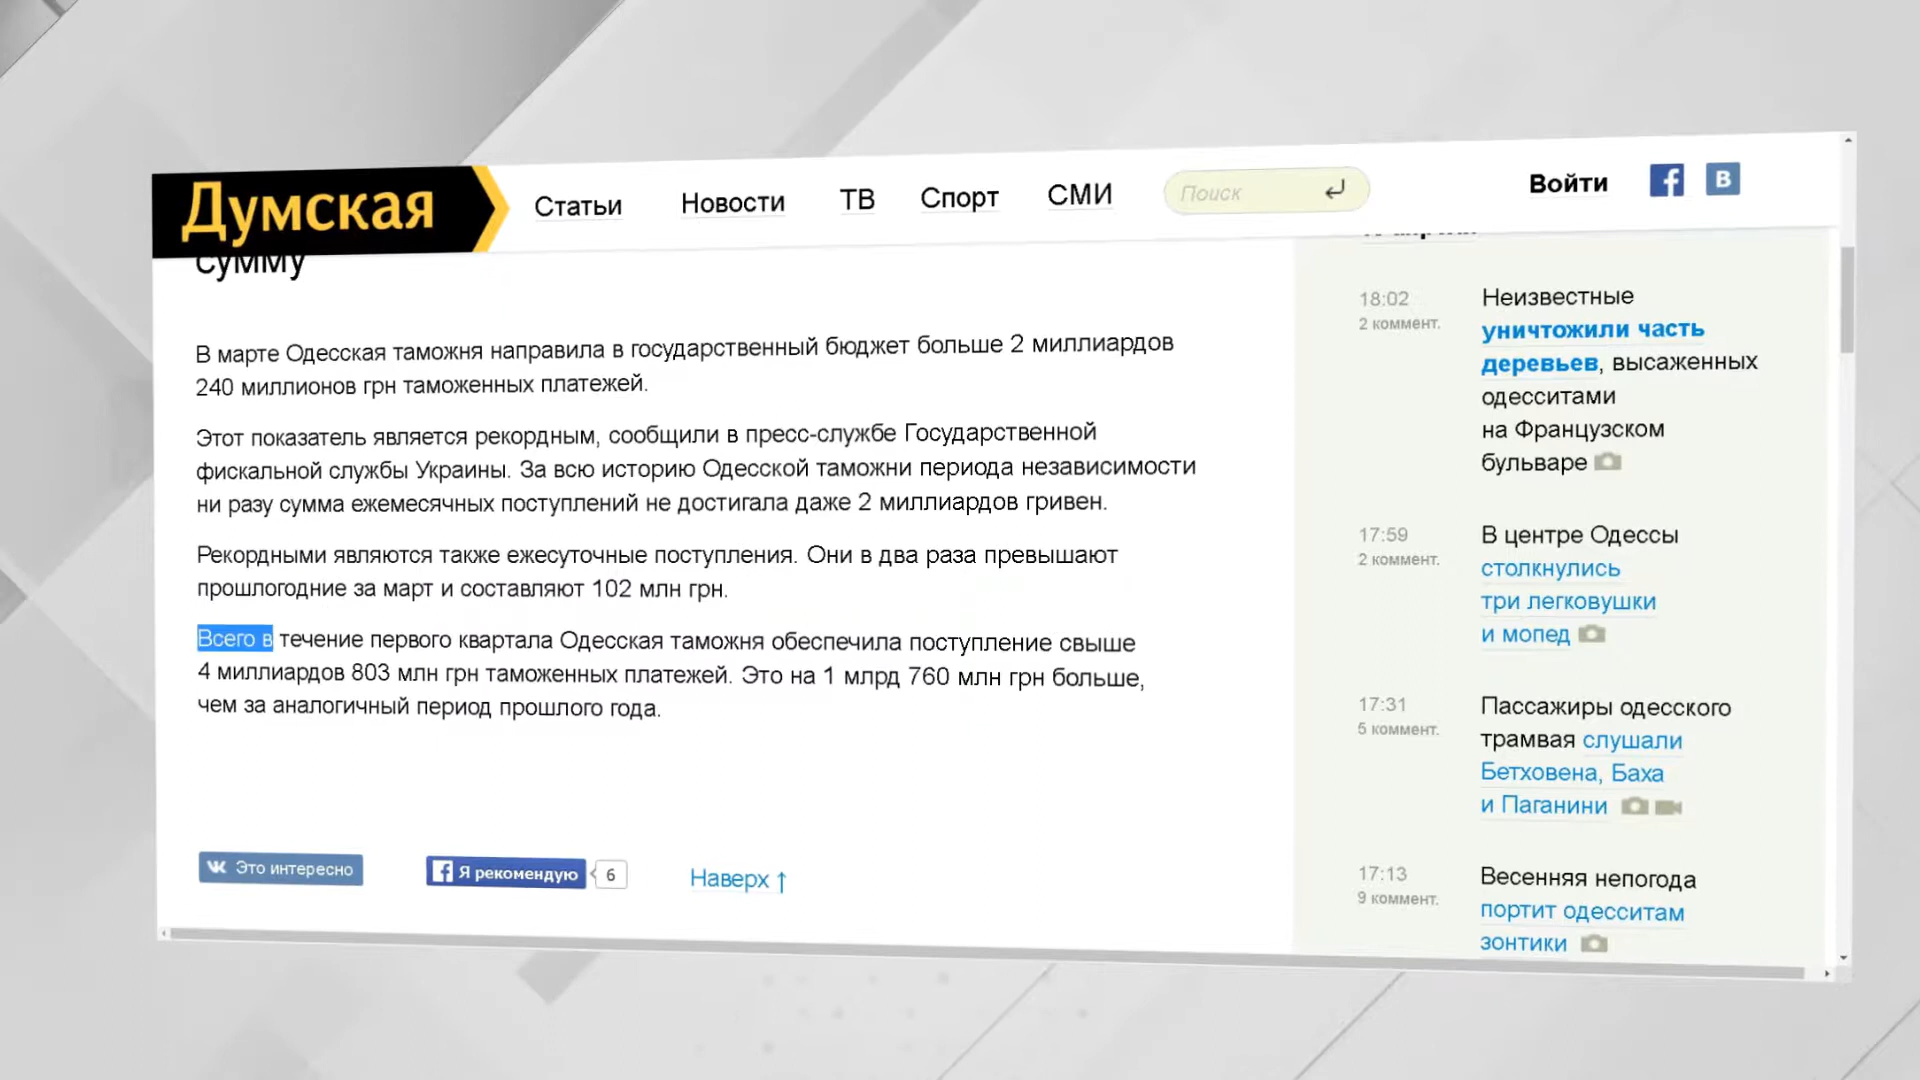 Думская
Статьи
Новости
ТВ
Спорт
СМИ
Поиск
Войти
сумму
В марте Одесская таможня направила в государственный бюджет больше 2 миллиардов
240 миллионов грн таможенных платежей.
Этот показатель является рекордным, сообщили в пресс-службе Государственной
фискальной службы Украины. За всю историю Одесской таможни периода независимости
ни разу сумма ежемесячных поступлений не достигала даже 2 миллиардов гривен.
Рекордными являются также ежесуточные поступления. Они в два раза превышают
прошлогодние за март и составляют 102 млн грн.
Всего в течение первого квартала Одесская таможня обеспечила поступление свыше
4 миллиардов 803 млн грн таможенных платежей. Это на 1 млрд 760 млн грн больше,
чем за аналогичный период прошлого года.
Это интересно
Я рекомендую
6
Наверх ↑
18:02
2 коммент.
Неизвестные
уничтожили часть
деревьев, высаженных
одесситами
на Французском
бульваре
17:59
2 коммент.
В центре Одессы
столкнулись
три легковушки
и мопед
17:31
5 коммент.
Пассажиры одесского
трамвая слушали
Бетховена, Баха
и Паганини
17:13
9 коммент.
Весенняя непогода
портит одесситам
зонтики